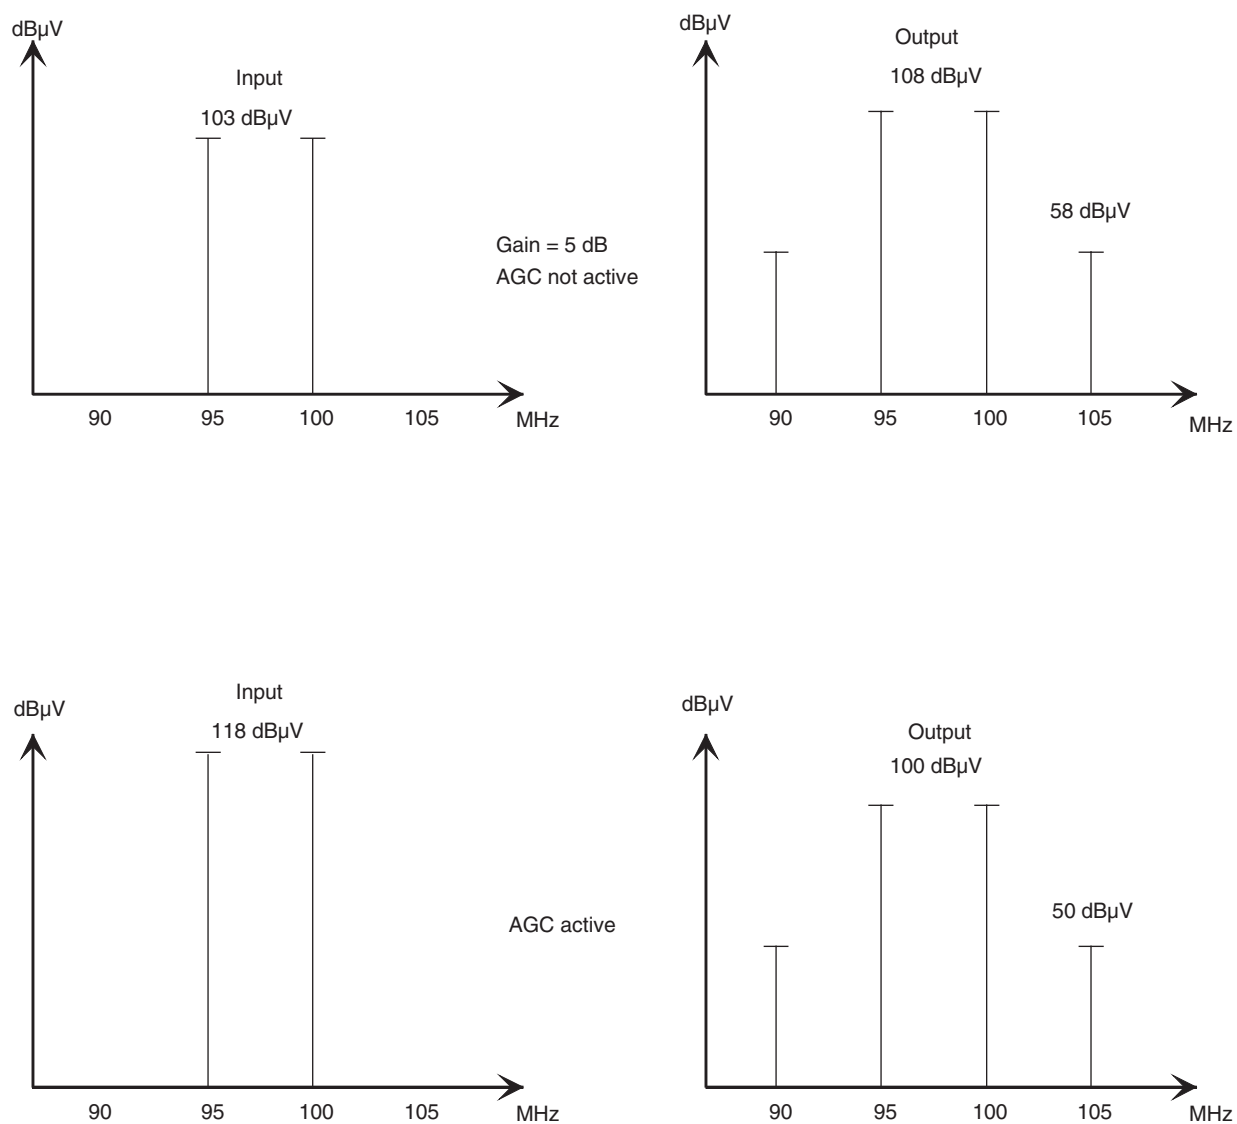 dBµV
Input
103 dBµV
90 95 100 105 MHz
Gain = 5 dB
AGC not active
dBµV
Output
108 dBµV
58 dBµV
90 95 100 105 MHz
dBµV
Input
118 dBµV
90 95 100 105 MHz
AGC active
dBµV
Output
100 dBµV
50 dBµV
90 95 100 105 MHz